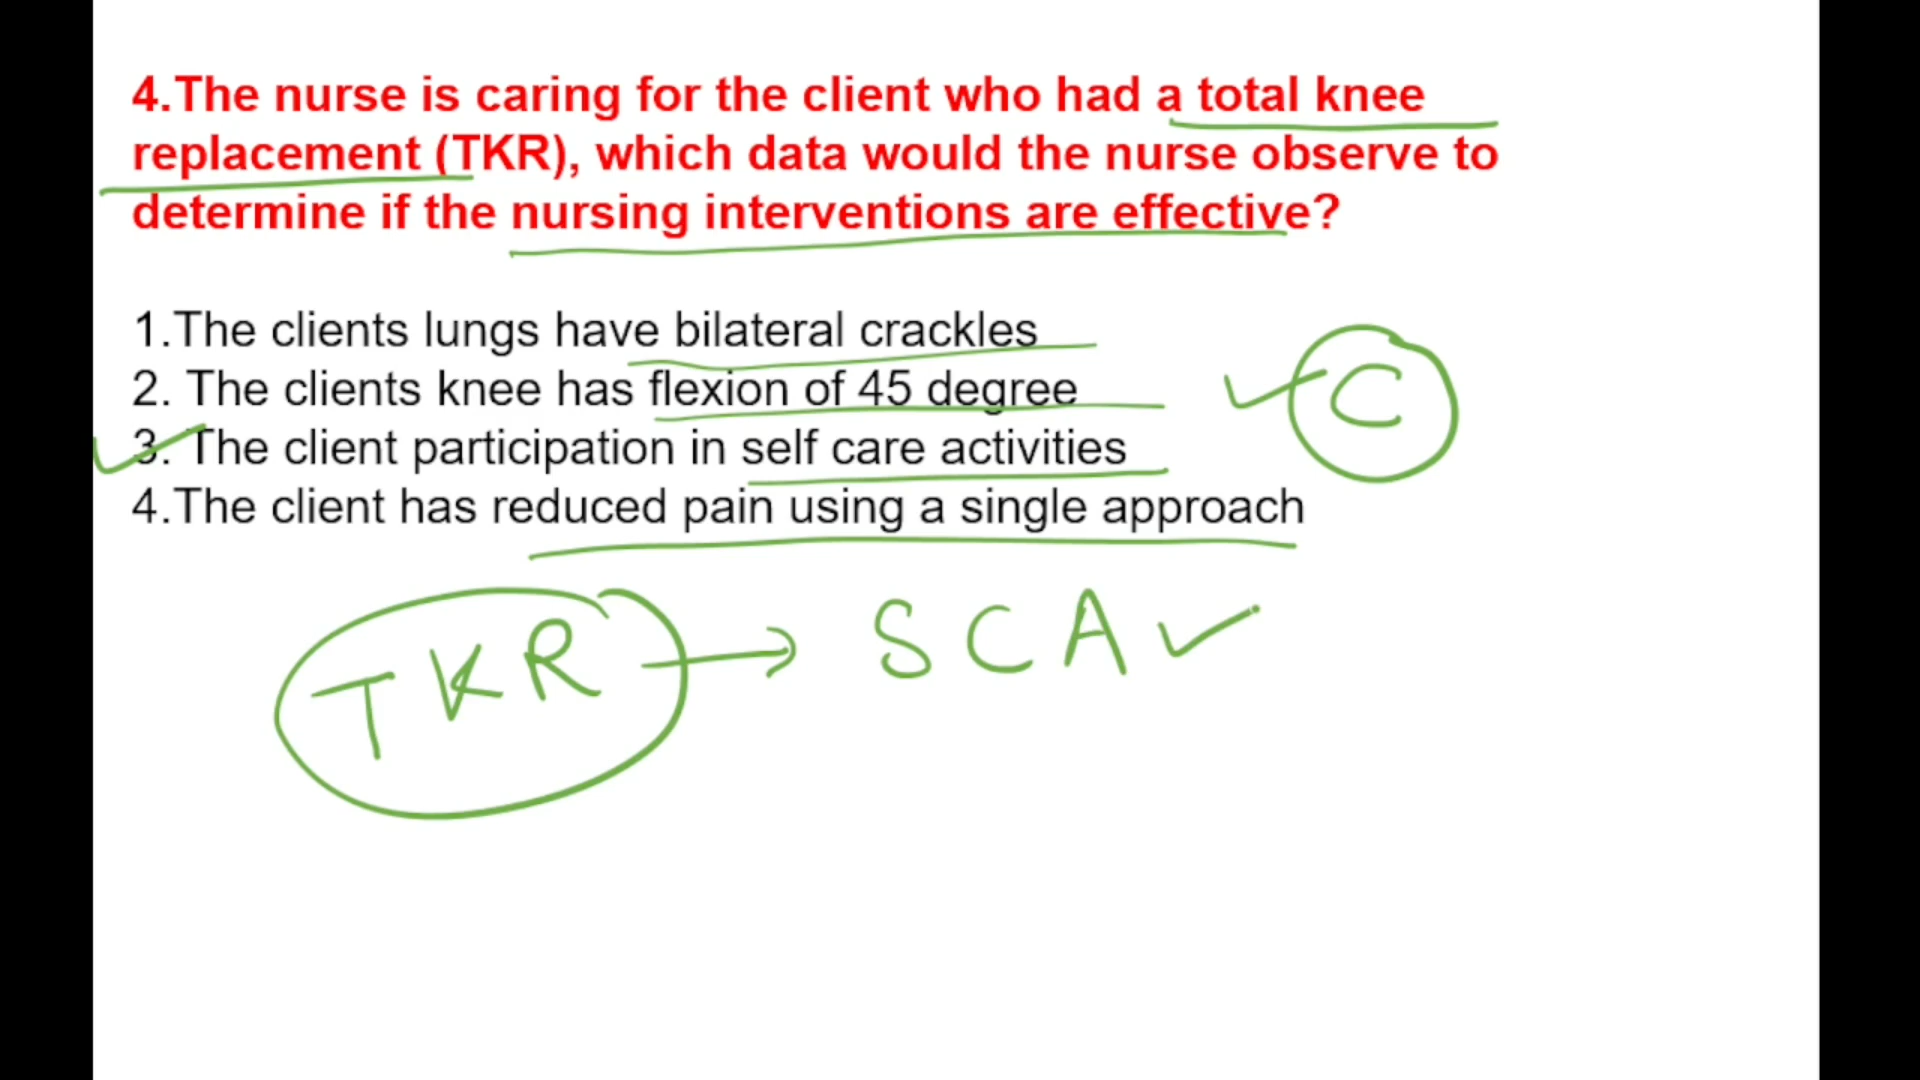 4.The nurse is caring for the client who had a total knee
replacement (TKR), which data would the nurse observe to
determine if the nursing interventions are effective?
1.The clients lungs have bilateral crackles
2. The clients knee has flexion of 45 degree
3. The client participation in self care activities
4.The client has reduced pain using a single approach
C
TKR → SCA ✓